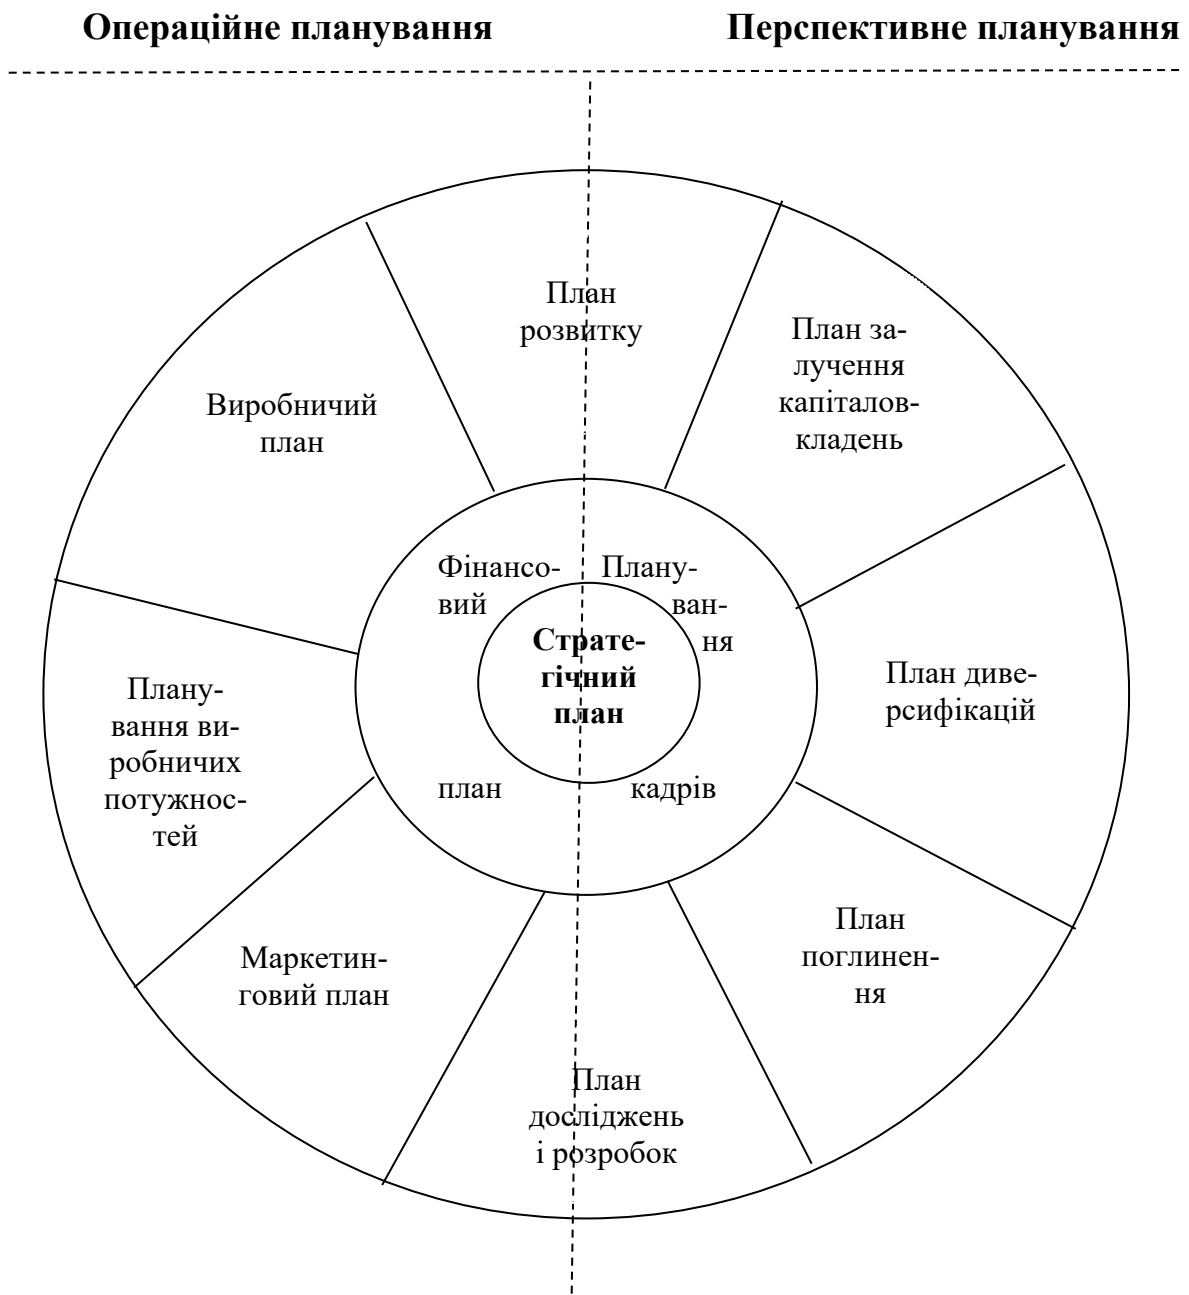 Операційне планування
Перспективне планування
План
розвитку
План за-
лучення
капіталов-
кладень
Виробничий
план
Фінансо-
вий
план
Плану-
ван-
ня
кадрів
Страте-
гічний
план
План диве-
рсифікацій
Плану-
вання ви-
робничих
потужнос-
тей
План
поглинен-
ня
Маркетин-
говий план
План
досліджень
і розробок